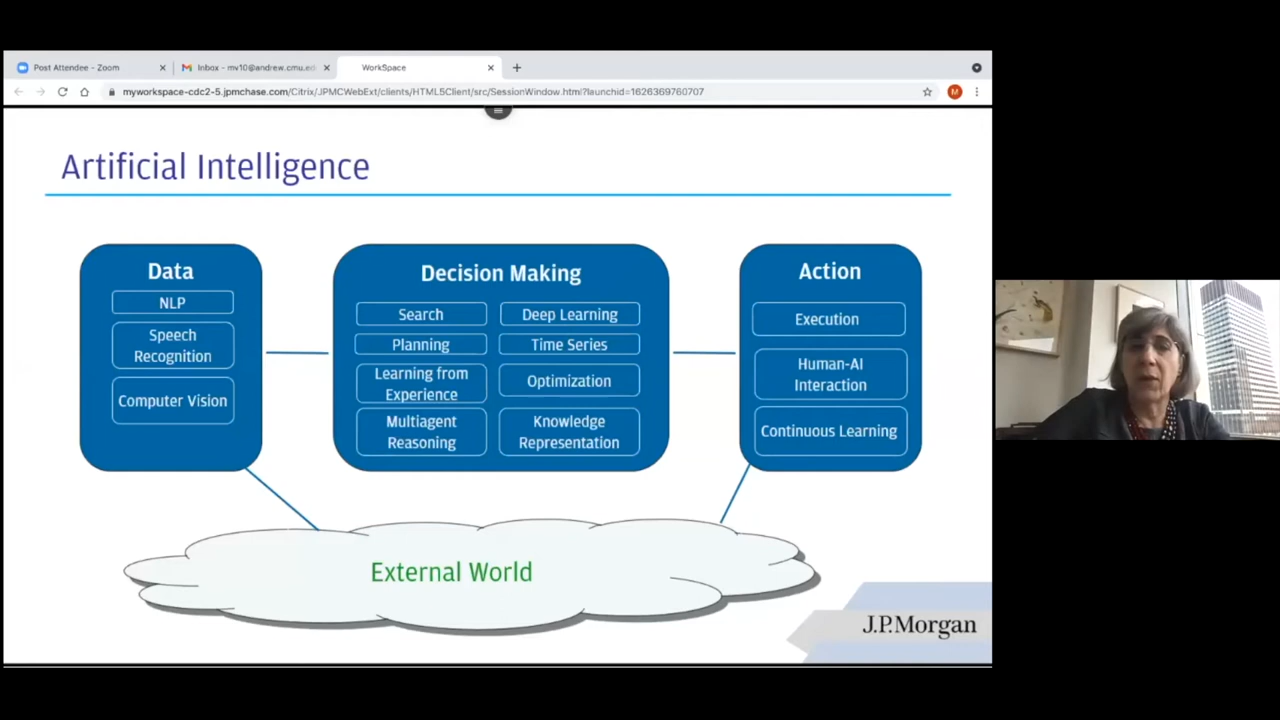 Post Attendee - Zoom
Inbox - mv10@andrew.cmu.ed
WorkSpace
myworkspace-cdc2-5.jpmchase.com/Citrix/JPMCWebExt/clients/HTML5Client/src/SessionWindow.html?launchid=1626369760707
M
Artificial Intelligence
Data
NLP
Speech
Recognition
Computer Vision
Decision Making
Search
Deep Learning
Planning
Time Series
Learning from
Experience
Optimization
Multiagent
Reasoning
Knowledge
Representation
Action
Execution
Human-AI
Interaction
Continuous Learning
External World
J.P.Morgan